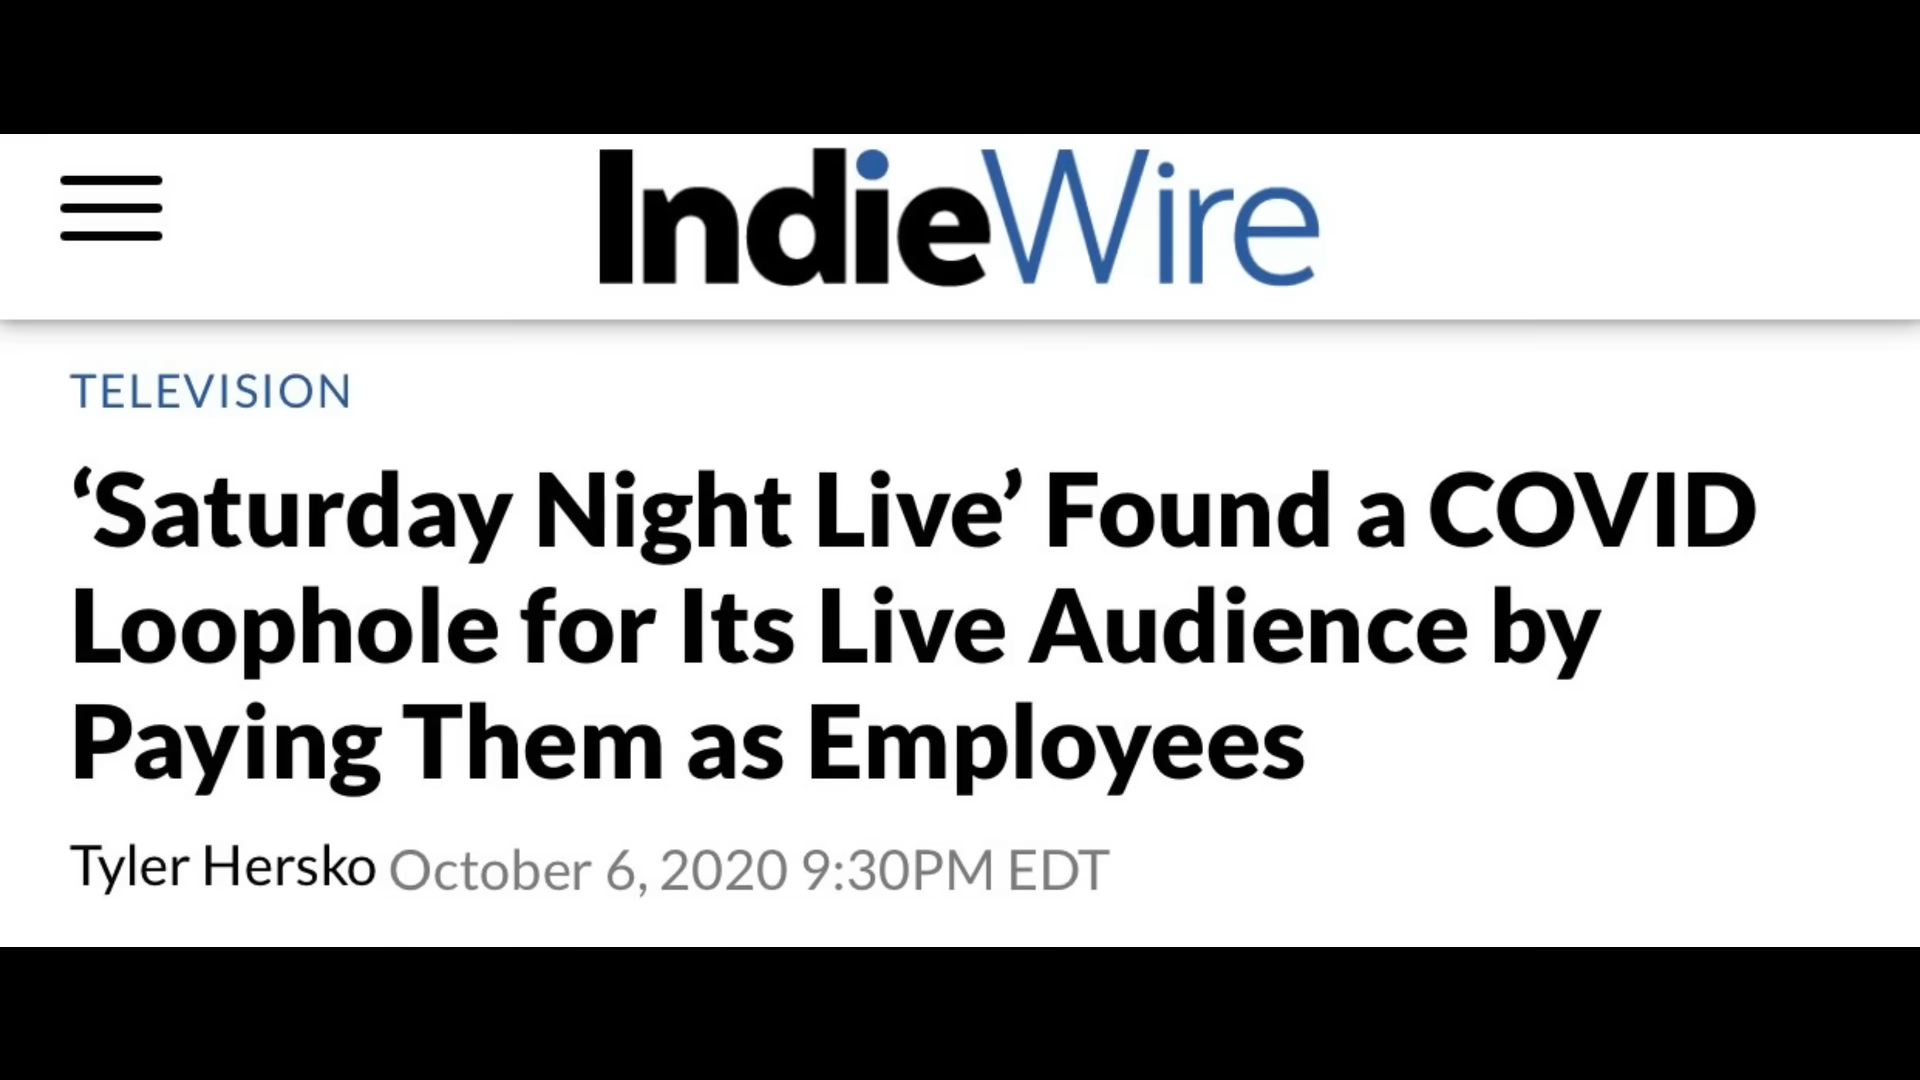 IndieWire
TELEVISION
‘Saturday Night Live’ Found a COVID
Loophole for Its Live Audience by
Paying Them as Employees
Tyler Hersko October 6, 2020 9:30PM EDT